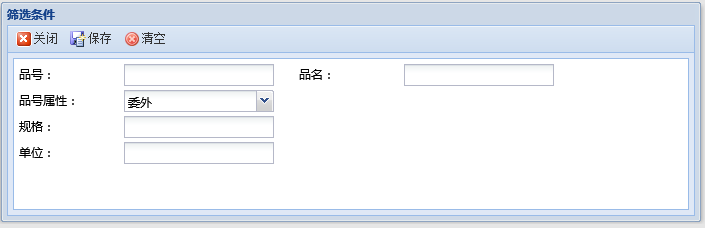 筛选条件
关闭 保存 清空
品号： 品名：
品号属性： 委外
规格：
单位：